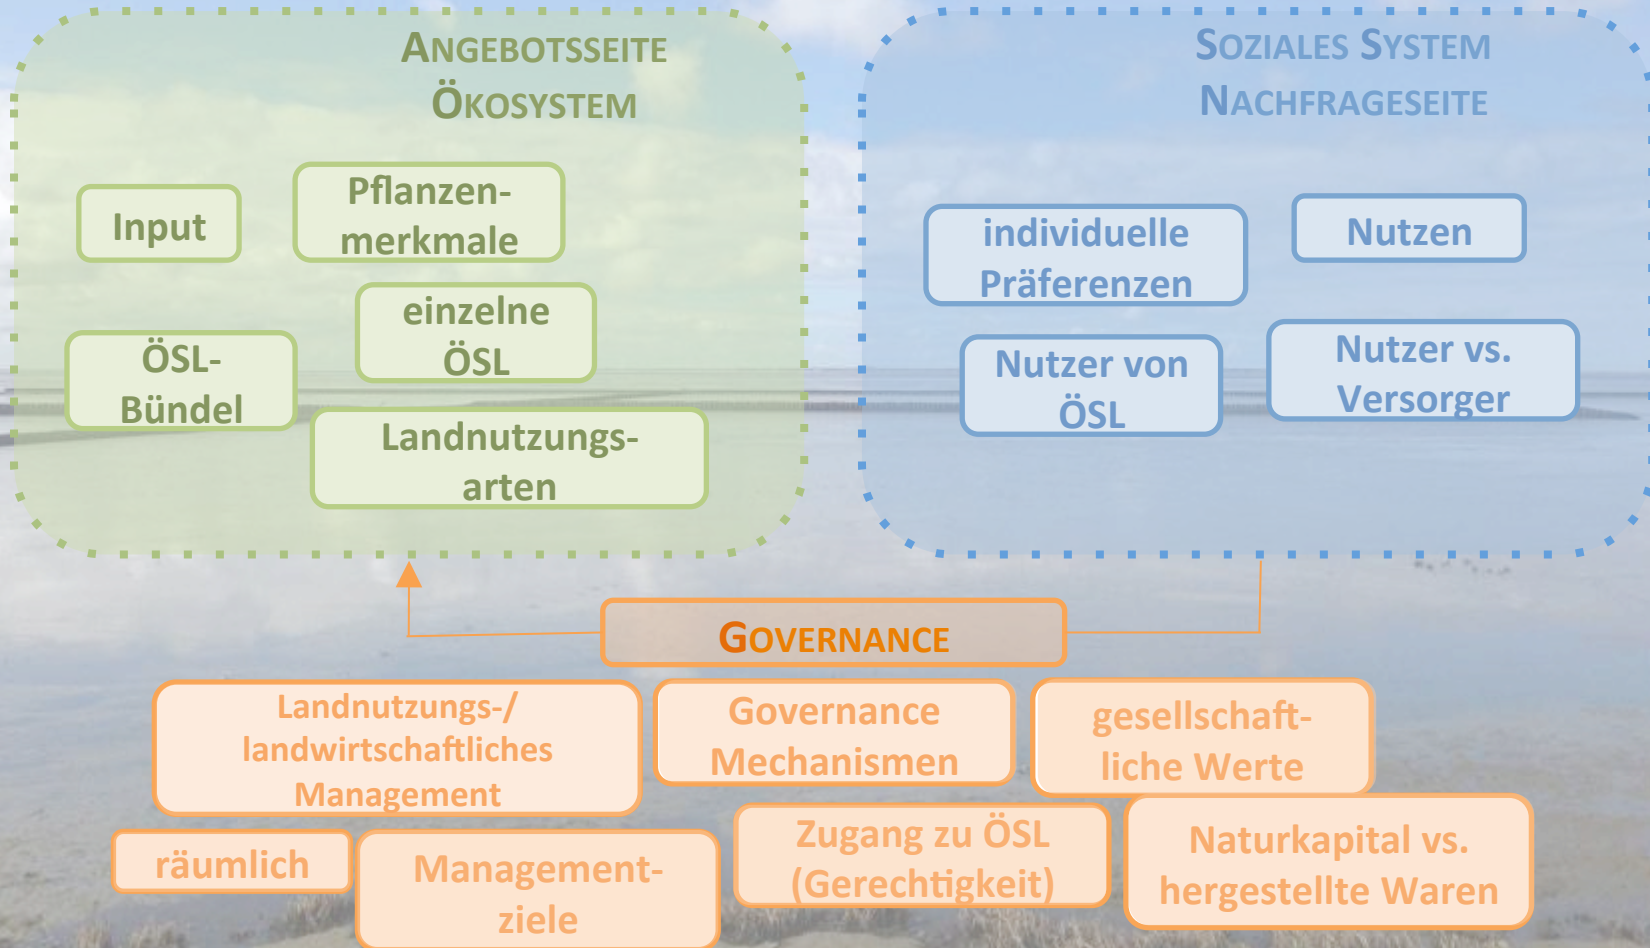 ANGEBOTSSEITE
ÖKOSYSTEM
Input
Pflanzen-
merkmale
einzelne
ÖSL
ÖSL-
Bündel
Landnutzungs-
arten
SOZIALES SYSTEM
NACHFRAGESEITE
individuelle
Präferenzen
Nutzen
Nutzer von
ÖSL
Nutzer vs.
Versorger
GOVERNANCE
Landnutzungs-/
landwirtschaftliches
Management
Governance
Mechanismen
gesellschaft-
liche Werte
räumlich
Management-
ziele
Zugang zu ÖSL
(Gerechtigkeit)
Naturkapital vs.
hergestellte Waren